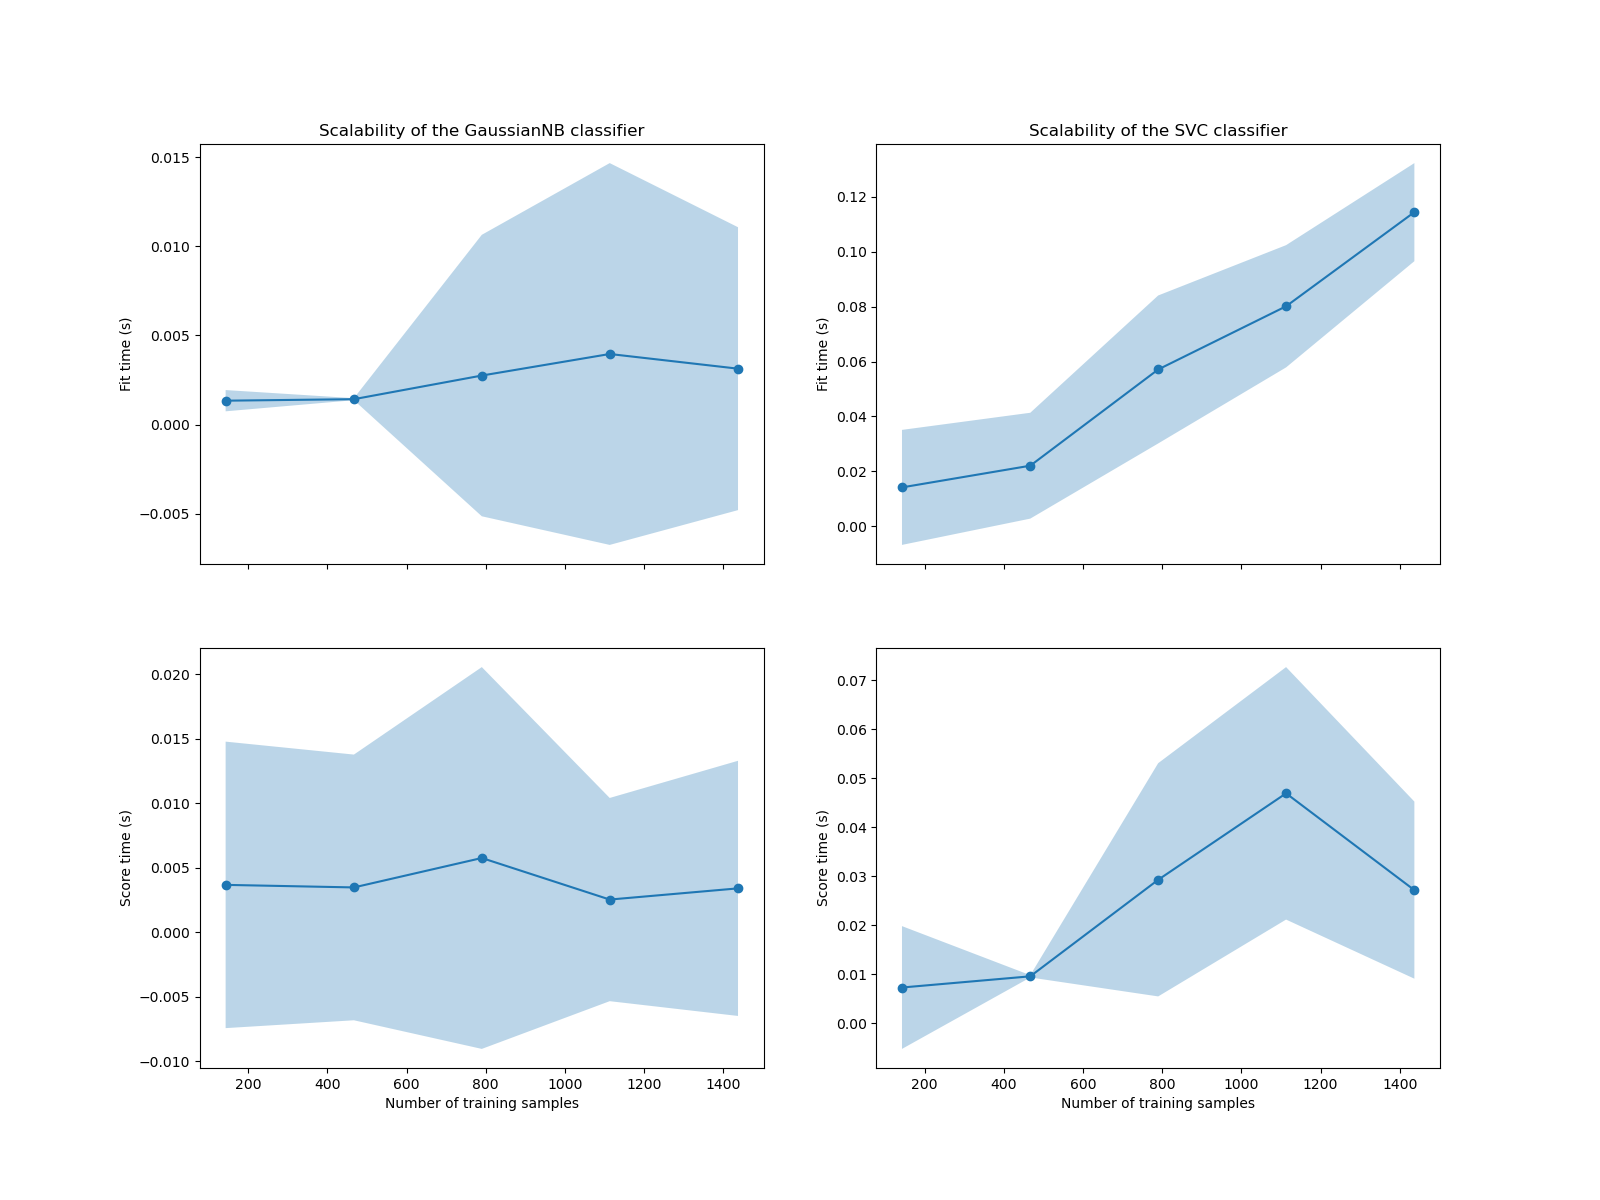 Scalability of the GaussianNB classifier
0.015
0.010
0.005
0.000
−0.005
Fit time (s)
Scalability of the SVC classifier
0.12
0.10
0.08
0.06
0.04
0.02
0.00
Fit time (s)
0.020
0.015
0.010
0.005
0.000
−0.005
−0.010
Score time (s)
200 400 600 800 1000 1200 1400
Number of training samples
0.07
0.06
0.05
0.04
0.03
0.02
0.01
0.00
Score time (s)
200 400 600 800 1000 1200 1400
Number of training samples